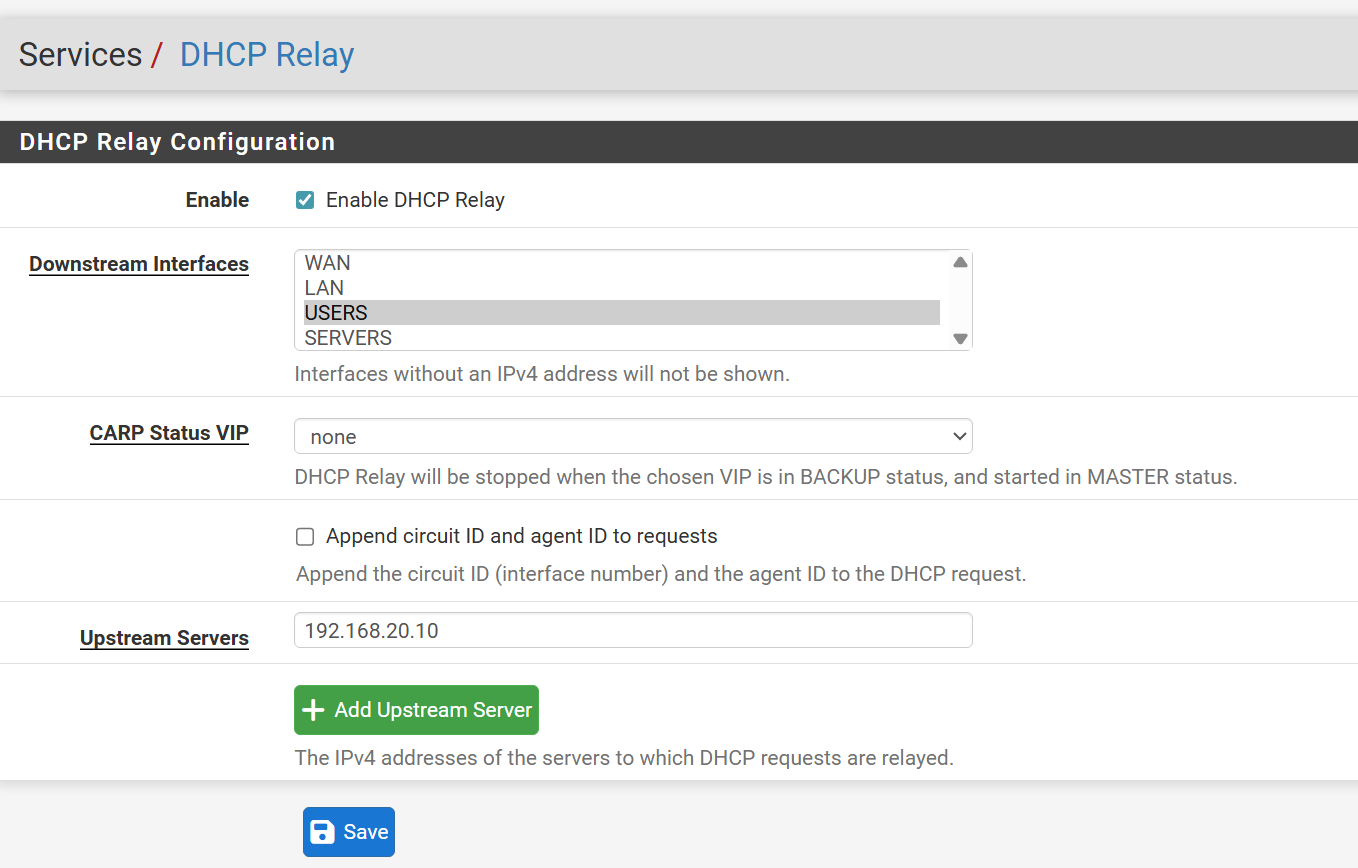 Services / DHCP Relay
DHCP Relay Configuration
Enable
Enable DHCP Relay
Downstream Interfaces
WAN
LAN
USERS
SERVERS
Interfaces without an IPv4 address will not be shown.
CARP Status VIP
none
DHCP Relay will be stopped when the chosen VIP is in BACKUP status, and started in MASTER status.
Append circuit ID and agent ID to requests
Append the circuit ID (interface number) and the agent ID to the DHCP request.
Upstream Servers
192.168.20.10
Add Upstream Server
The IPv4 addresses of the servers to which DHCP requests are relayed.
Save